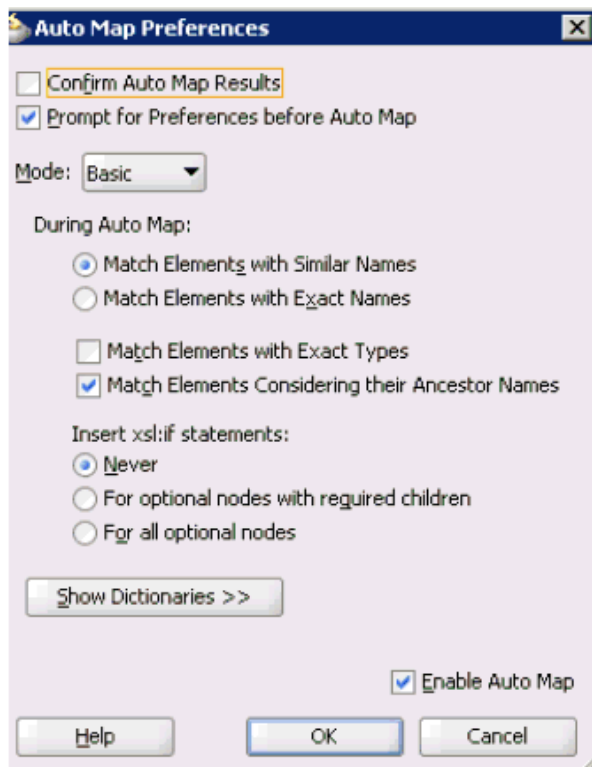 Auto Map Preferences
Confirm Auto Map Results
Prompt for Preferences before Auto Map
Mode: Basic
During Auto Map:
Match Elements with Similar Names
Match Elements with Exact Names
Match Elements with Exact Types
Match Elements Considering their Ancestor Names
Insert xsl:if statements:
Never
For optional nodes with required children
For all optional nodes
Show Dictionaries >>
Enable Auto Map
Help OK Cancel